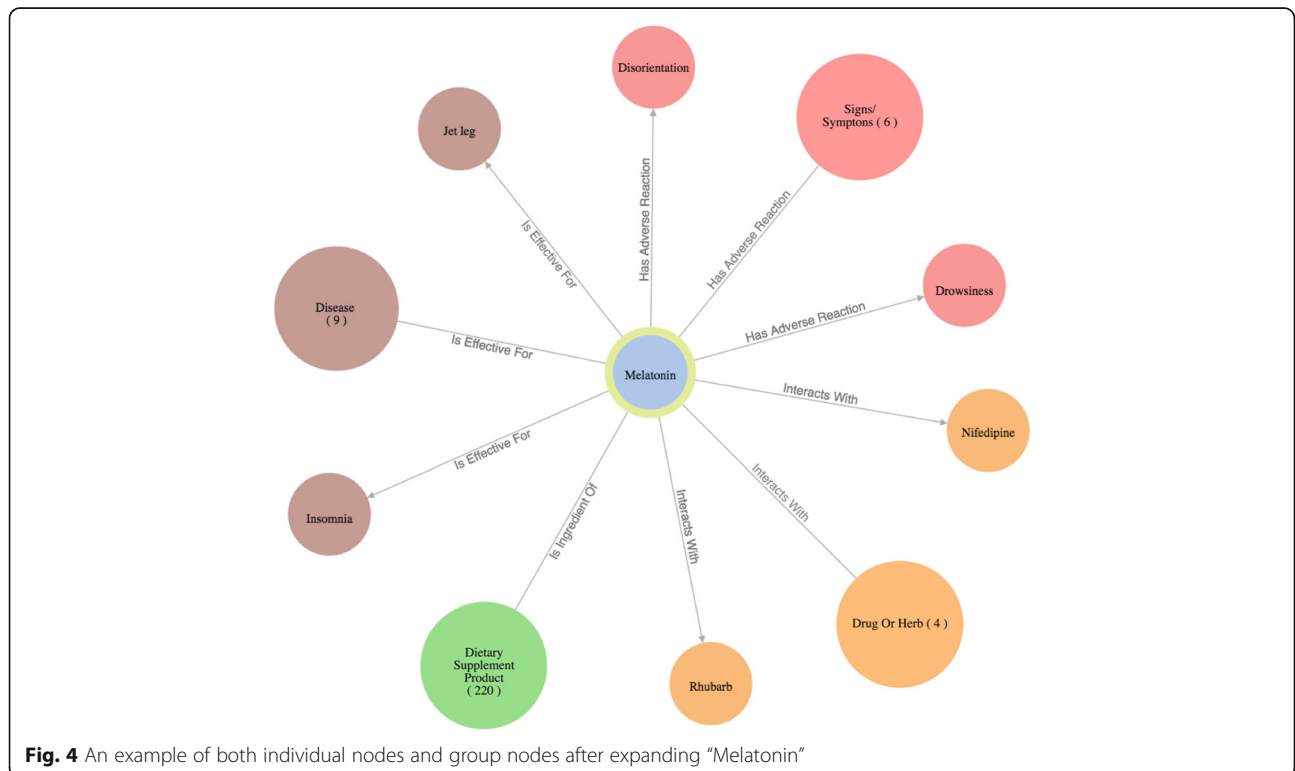 Disorientation
Signs/
Symptons ( 6 )
Jet leg
Has Adverse Reaction
Has Adverse Reaction
Is Effective For
Drowsiness
Disease
( 9 )
Has Adverse Reaction
Is Effective For
Melatonin
Interacts With
Nifedipine
Is Effective For
Interacts With
Insomnia
Is Ingredient Of
Interacts With
Drug Or Herb ( 4 )
Dietary
Supplement
Product
( 220 )
Rhubarb
Fig. 4 An example of both individual nodes and group nodes after expanding “Melatonin”